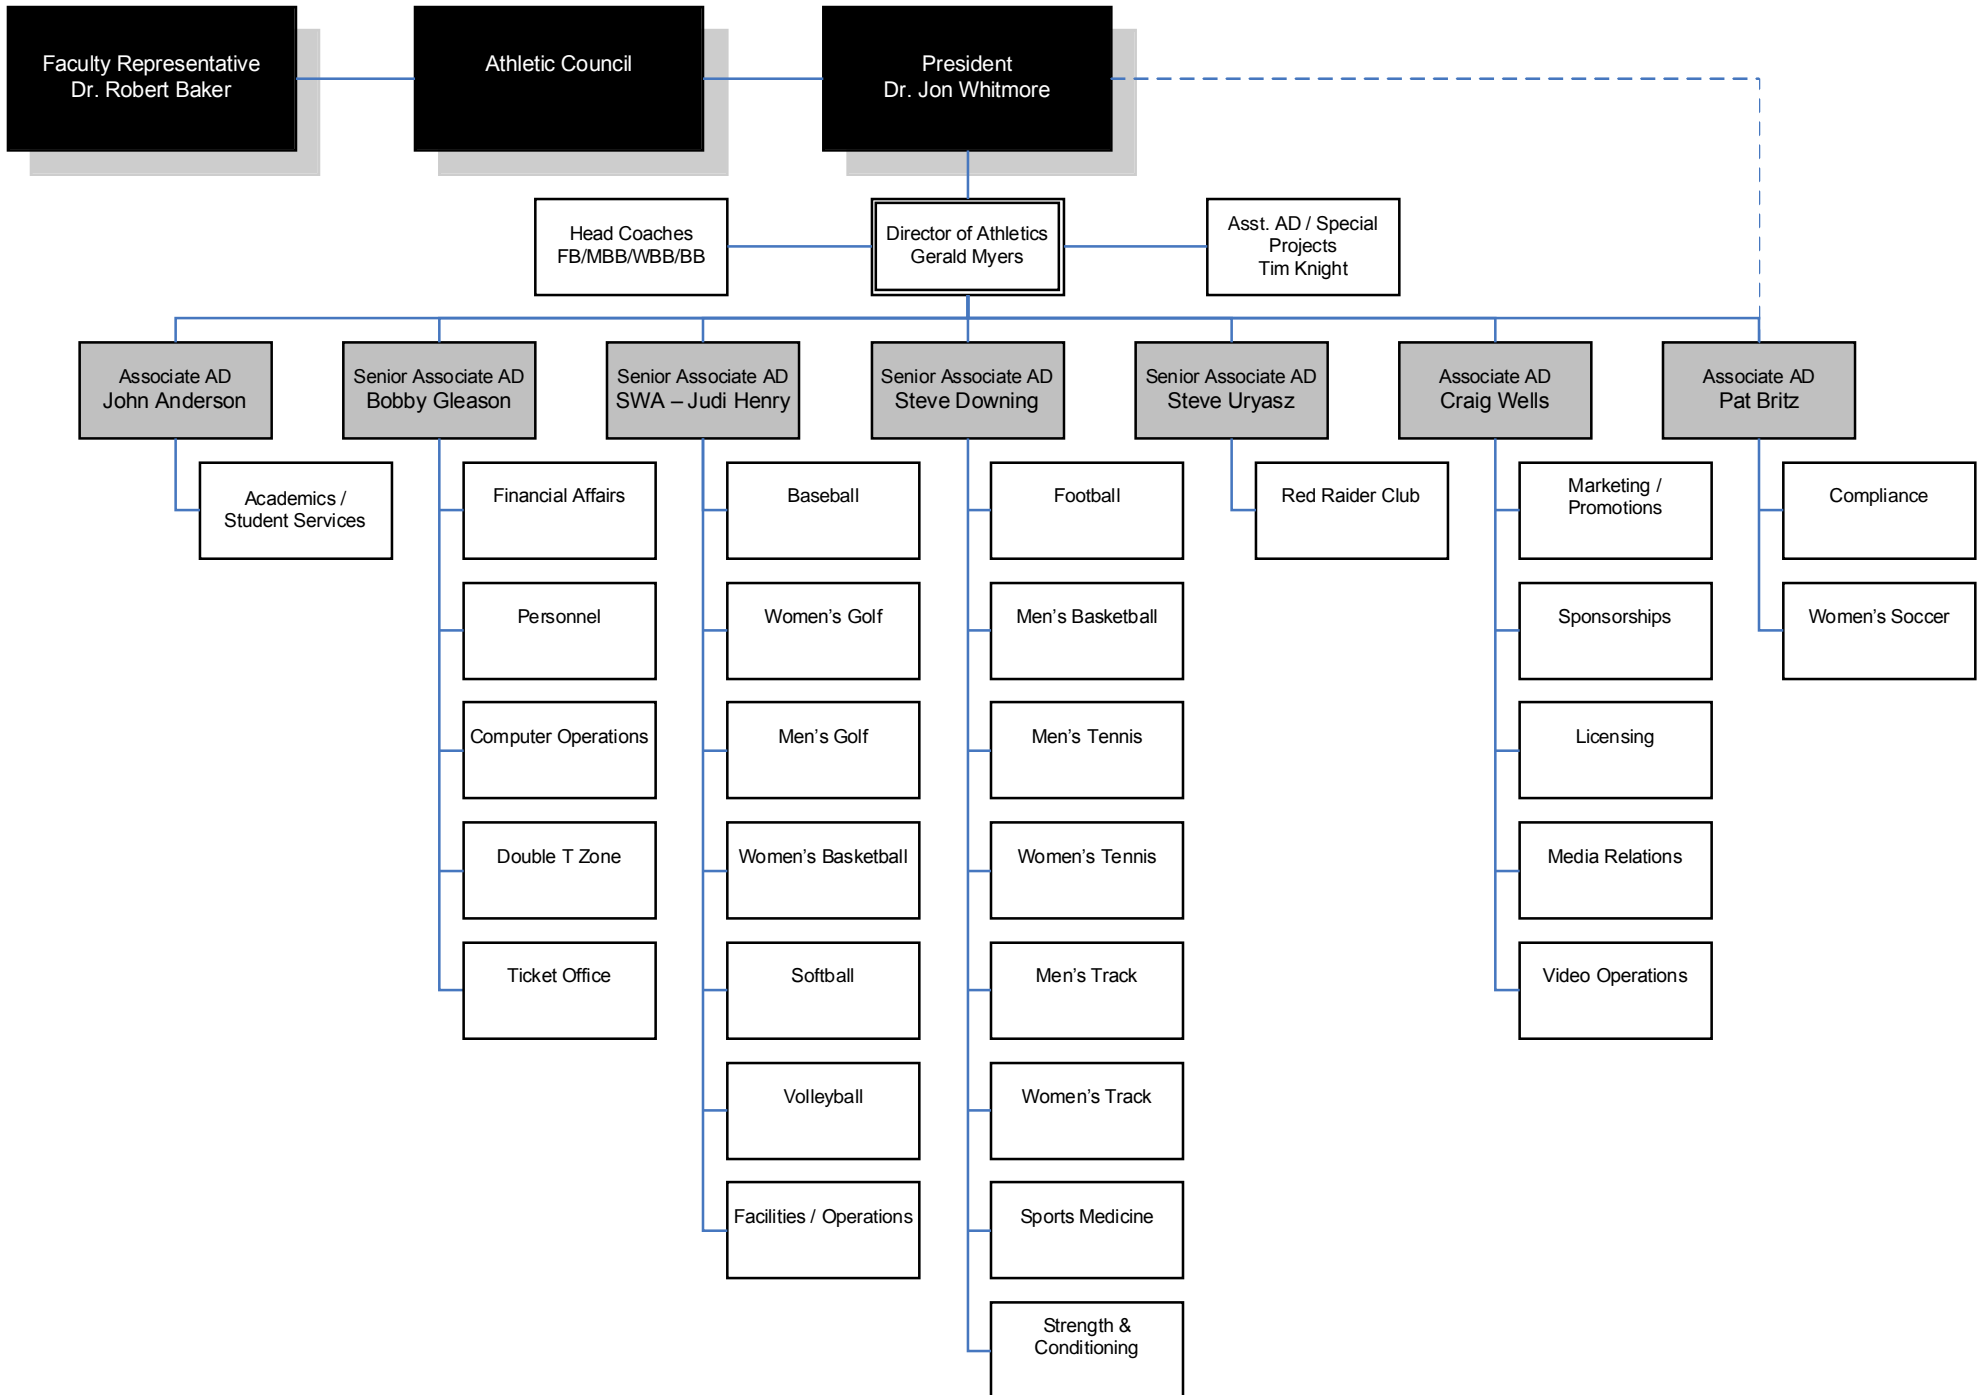 Faculty Representative
Dr. Robert Baker
Athletic Council
President
Dr. Jon Whitmore
Head Coaches
FB/MBB/WBB/BB
Director of Athletics
Gerald Myers
Asst. AD / Special
Projects
Tim Knight
Associate AD
John Anderson
Senior Associate AD
Bobby Gleason
Senior Associate AD
SWA – Judi Henry
Senior Associate AD
Steve Downing
Senior Associate AD
Steve Uryasz
Associate AD
Craig Wells
Associate AD
Pat Britz
Academics /
Student Services
Financial Affairs
Personnel
Computer Operations
Double T Zone
Ticket Office
Baseball
Women’s Golf
Men’s Golf
Women’s Basketball
Softball
Volleyball
Facilities / Operations
Football
Men’s Basketball
Men’s Tennis
Women’s Tennis
Men’s Track
Women’s Track
Sports Medicine
Strength &
Conditioning
Red Raider Club
Marketing /
Promotions
Sponsorships
Licensing
Media Relations
Video Operations
Compliance
Women’s Soccer